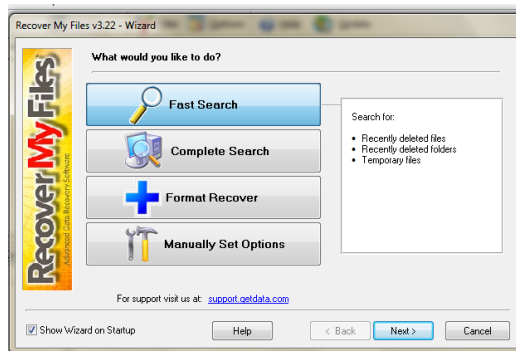 Recover My Files v3.22 - Wizard
What would you like to do?
Fast Search
Complete Search
Format Recover
Manually Set Options
Search for:
• Recently deleted files
• Recently deleted folders
• Temporary files
Recover My Files
Advanced Data Recovery Software
For support visit us at: support.getdata.com
Show Wizard on Startup
Help
< Back
Next >
Cancel